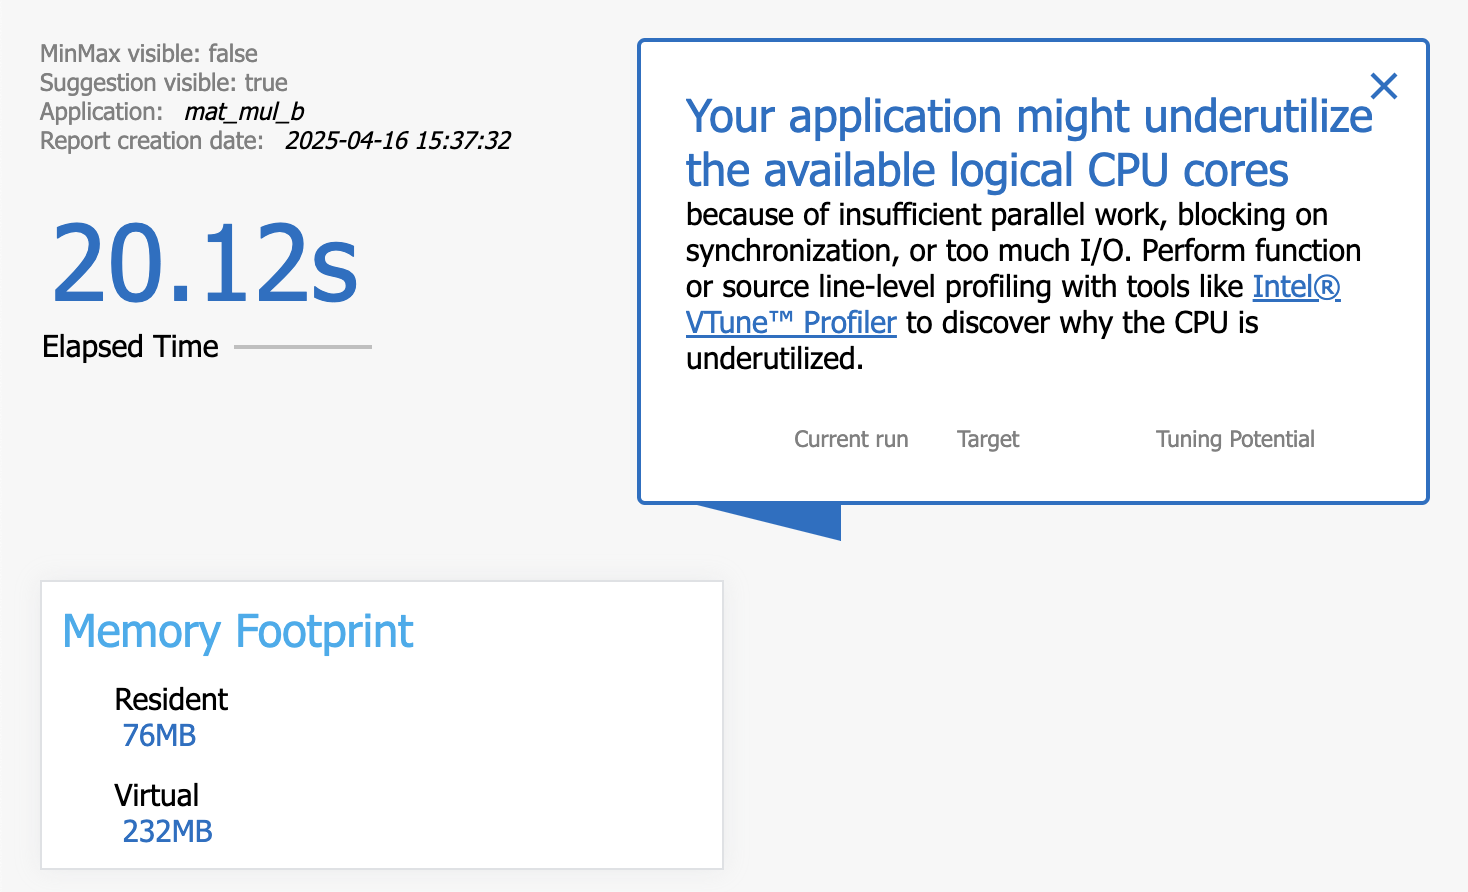 MinMax visible: false
Suggestion visible: true
Application: mat_mul_b
Report creation date: 2025-04-16 15:37:32
20.12s
Elapsed Time
Your application might underutilize
the available logical CPU cores
because of insufficient parallel work, blocking on
synchronization, or too much I/O. Perform function
or source line-level profiling with tools like Intel®
VTune™ Profiler to discover why the CPU is
underutilized.
Current run Target Tuning Potential
Memory Footprint
Resident
76MB
Virtual
232MB